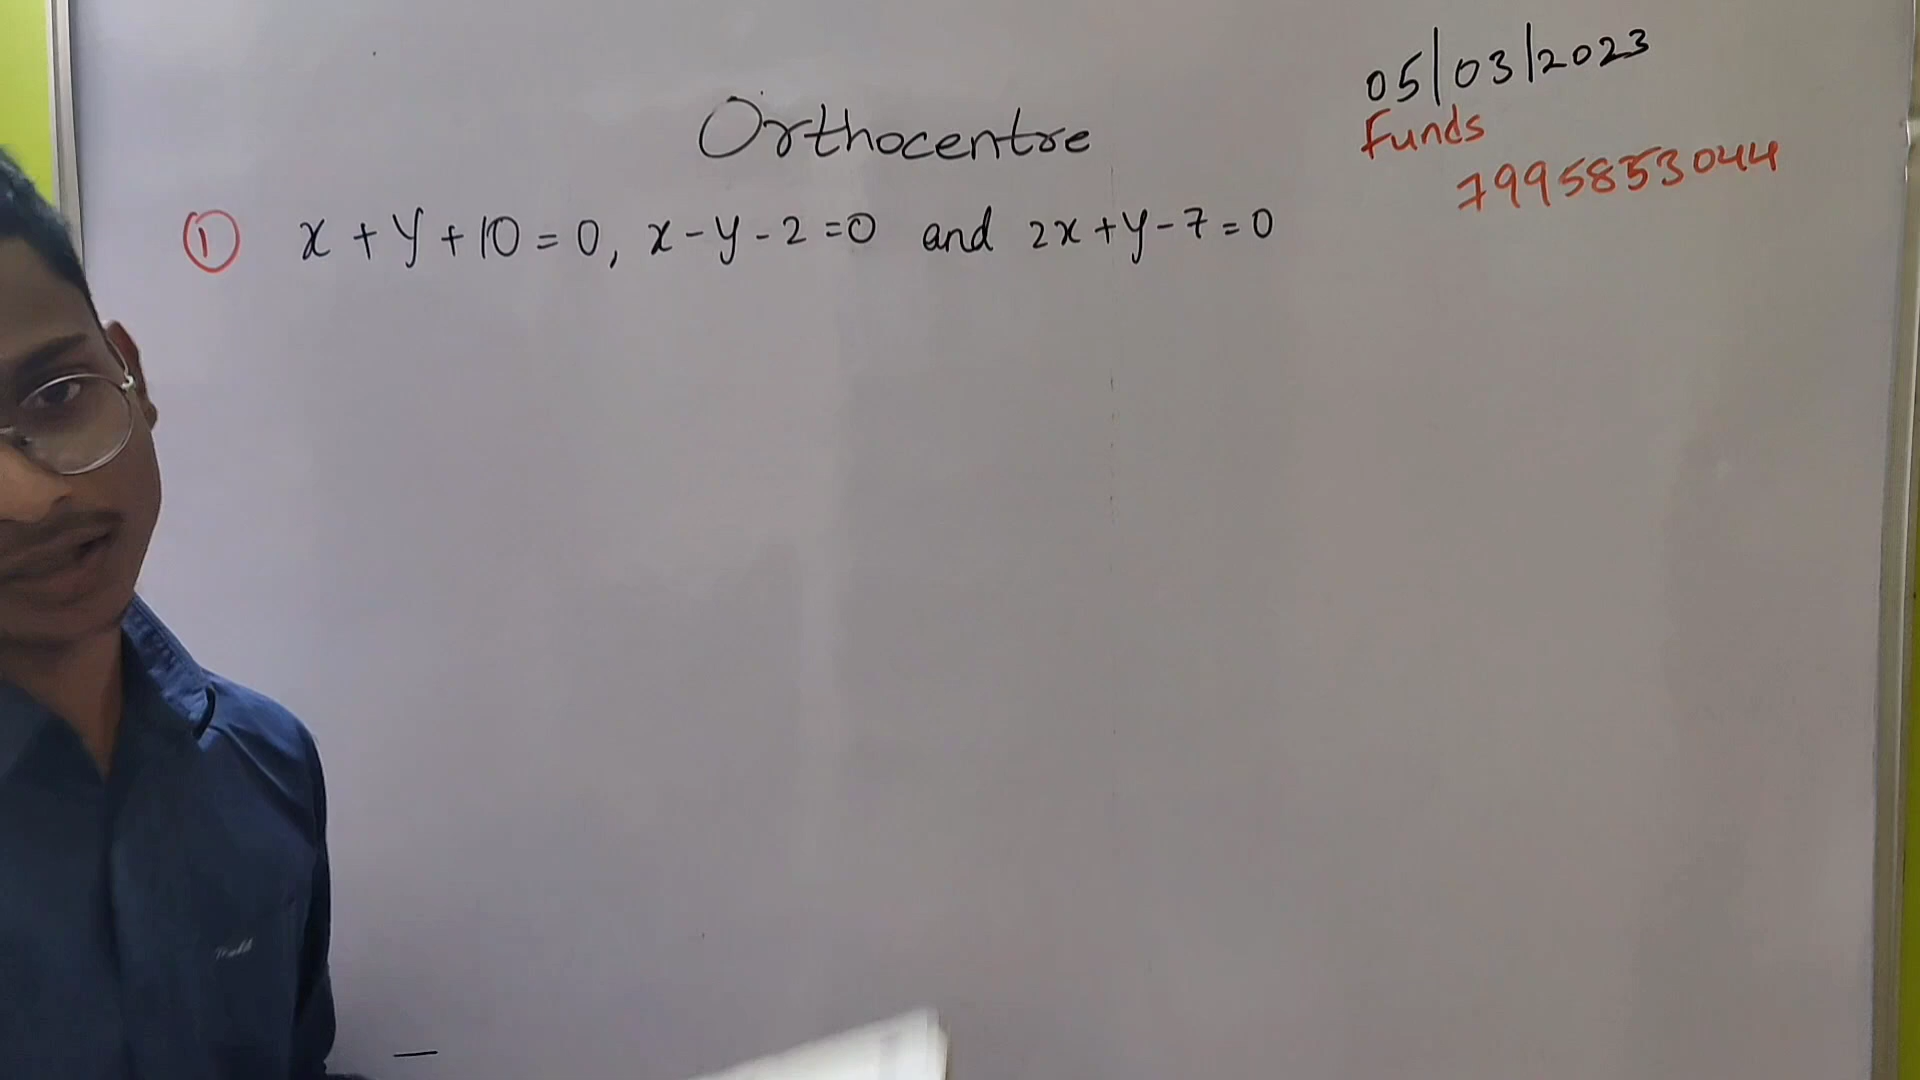 05/03/2023
Orthocentre
Funds
7995853044
① x + y + 10 = 0, x - y - 2 = 0 and 2x + y - 7 = 0